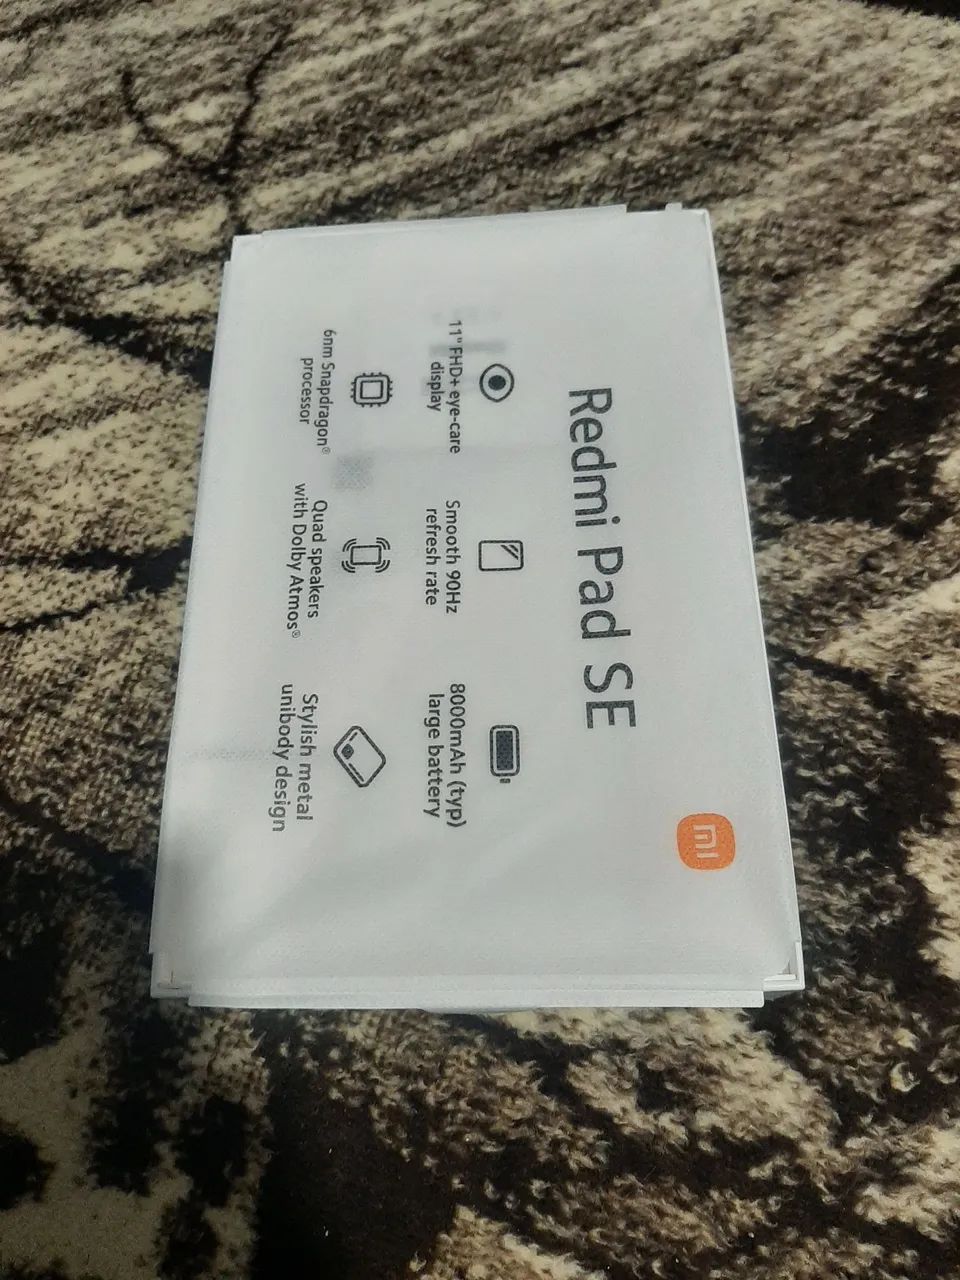 mi
Redmi Pad SE
11" FHD+ eye-care
display
Smooth 90Hz
refresh rate
8000mAh (typ)
large battery
6nm Snapdragon®
processor
Quad speakers
with Dolby Atmos®
Stylish metal
unibody design